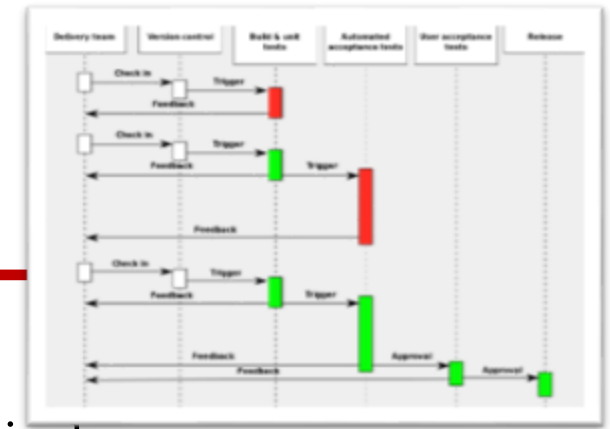 Delivery team
Version control
Build & unit
tests
Automated
acceptance tests
User acceptance
tests
Release
Check in
Trigger
Feedback
Check in
Trigger
Feedback
Trigger
Feedback
Check in
Trigger
Feedback
Trigger
Feedback
Approval
Feedback
Approval